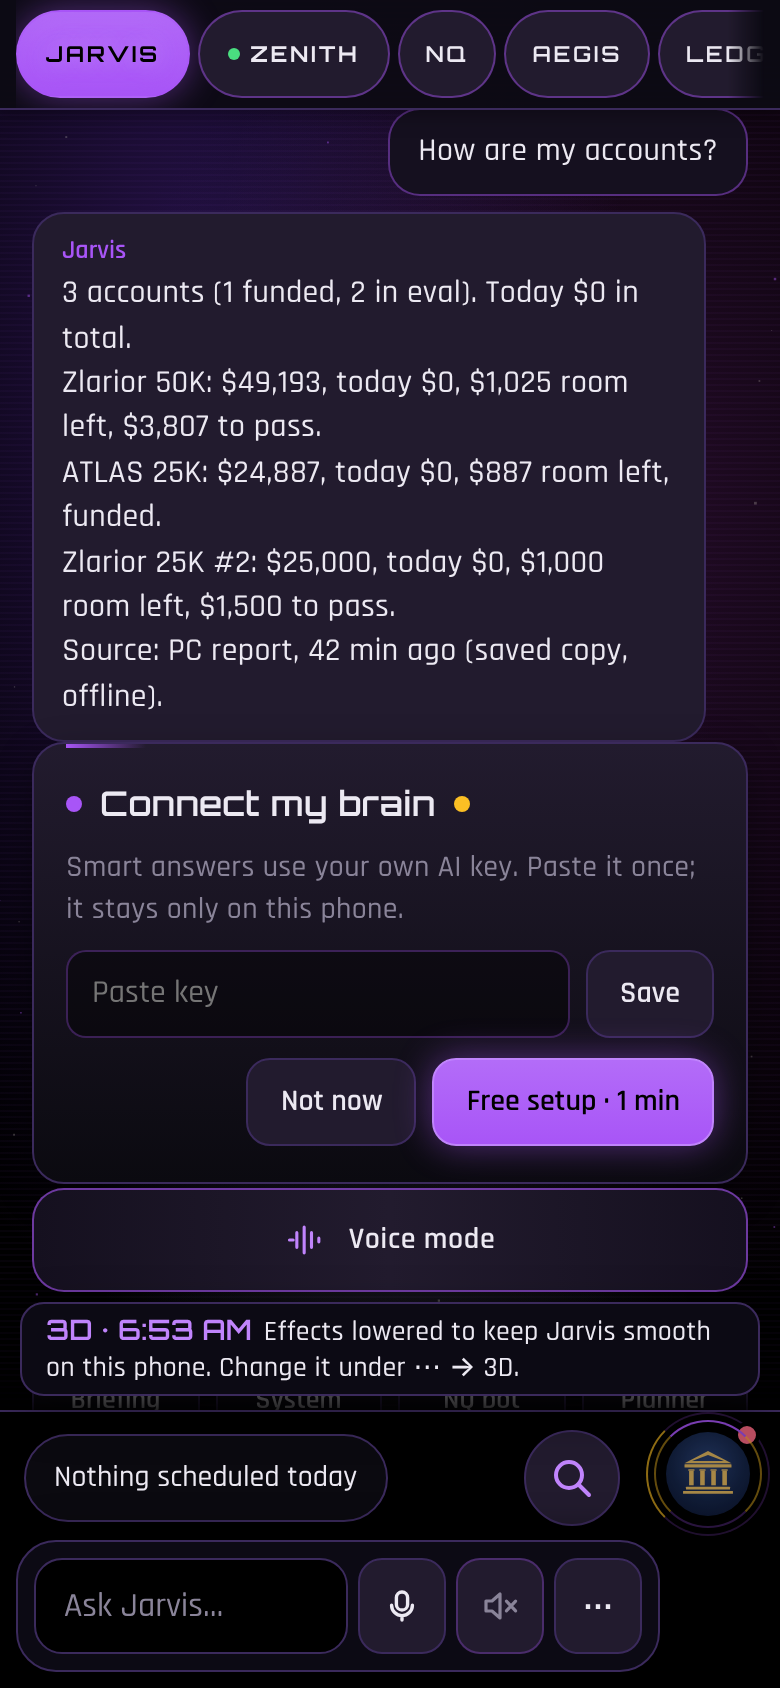 JARVIS
ZENITH
NQ
AEGIS
LEDG
How are my accounts?
Jarvis
3 accounts (1 funded, 2 in eval). Today $0 in
total.
Zlarior 50K: $49,193, today $0, $1,025 room
left, $3,807 to pass.
ATLAS 25K: $24,887, today $0, $887 room left,
funded.
Zlarior 25K #2: $25,000, today $0, $1,000
room left, $1,500 to pass.
Source: PC report, 42 min ago (saved copy,
offline).
Connect my brain
Smart answers use your own AI key. Paste it once;
it stays only on this phone.
Paste key
Save
Not now
Free setup · 1 min
Voice mode
3D · 6:53 AM Effects lowered to keep Jarvis smooth
on this phone. Change it under ··· → 3D.
Briefing
System
NQ bot
Planner
Nothing scheduled today
Ask Jarvis...